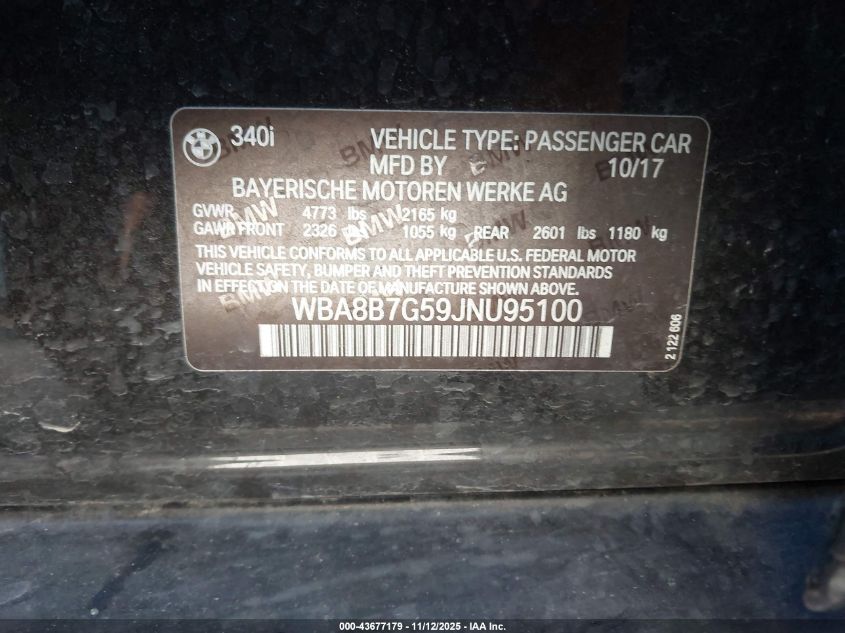 340i VEHICLE TYPE: PASSENGER CAR
MFD BY 10/17
BAYERISCHE MOTOREN WERKE AG
GVWR 4773 lbs 2165 kg
GAWR FRONT 2326 lbs 1055 kg REAR 2601 lbs 1180 kg
THIS VEHICLE CONFORMS TO ALL APPLICABLE U.S. FEDERAL MOTOR
VEHICLE SAFETY, BUMPER AND THEFT PREVENTION STANDARDS
IN EFFECT ON THE DATE OF MANUFACTURE SHOWN ABOVE.
WBA8B7G59JNU95100
2 122 606
000-43677179 - 11/12/2025 - IAA Inc.